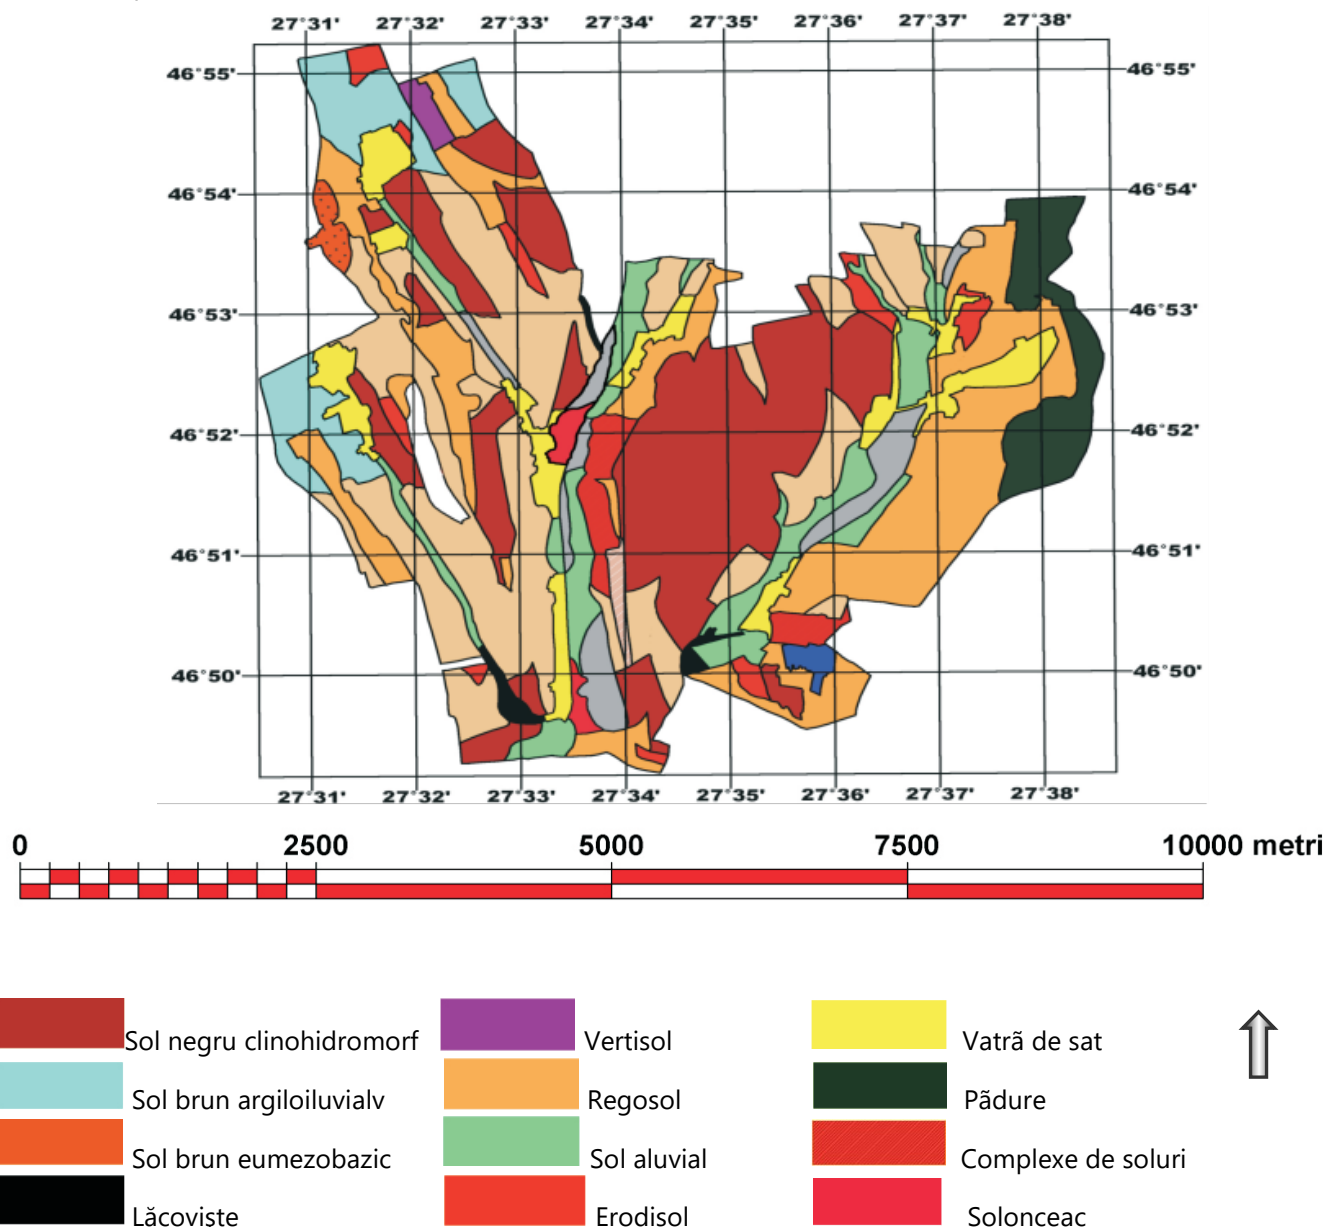 27°31' 27°32' 27°33' 27°34' 27°35' 27°36' 27°37' 27°38'
46°55' 46°55'
46°54' 46°54'
46°53' 46°53'
46°52' 46°52'
46°51' 46°51'
46°50' 46°50'
27°31' 27°32' 27°33' 27°34' 27°35' 27°36' 27°37' 27°38'
0 2500 5000 7500 10000 metri
Sol negru clinohidromorf Vertisol Vatrã de sat
Sol brun argiloiluvialv Regosol Pãdure
Sol brun eumezobazic Sol aluvial Complexe de soluri
Lăcoviste Erodisol Solonceac